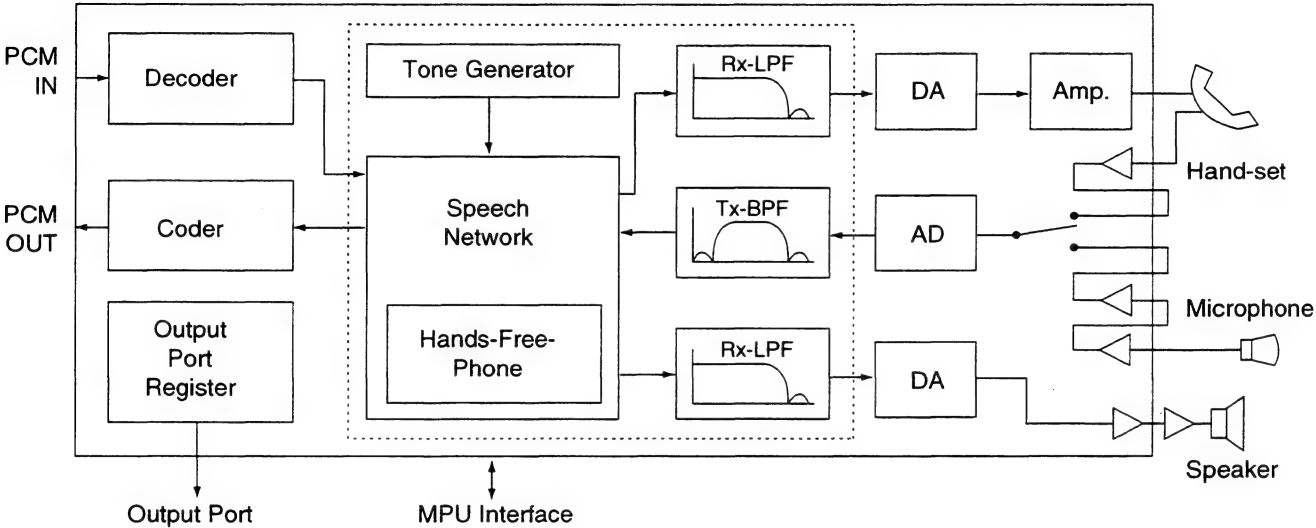 PCM
IN
Decoder
Tone Generator
Rx-LPF
DA
Amp.
Hand-set
PCM
OUT
Coder
Speech
Network
Tx-BPF
AD
Output
Port
Register
Hands-Free-
Phone
Rx-LPF
DA
Microphone
Speaker
Output Port
MPU Interface